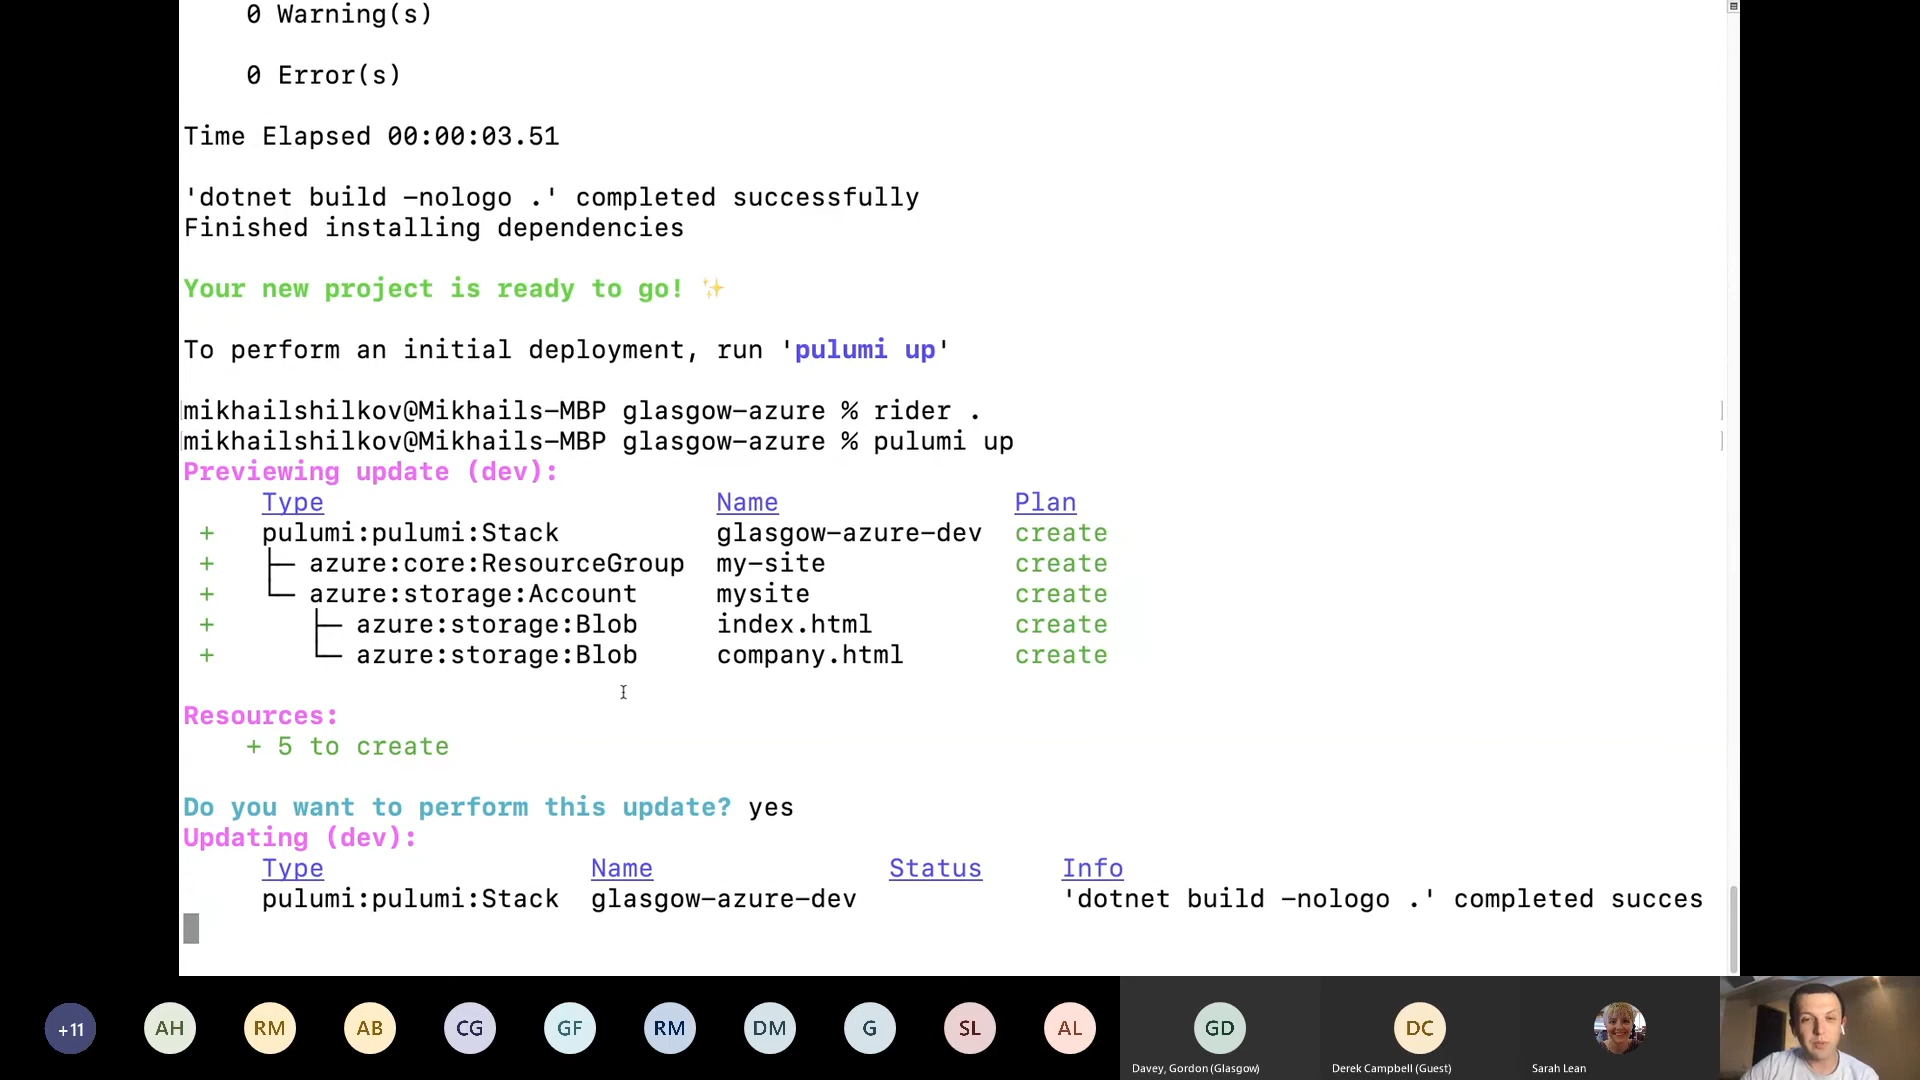 0 Warning(s)
0 Error(s)
Time Elapsed 00:00:03.51
'dotnet build -nologo .' completed successfully
Finished installing dependencies
Your new project is ready to go! ✨
To perform an initial deployment, run 'pulumi up'
mikhailshilkov@Mikhails-MBP glasgow-azure % rider .
mikhailshilkov@Mikhails-MBP glasgow-azure % pulumi up
Previewing update (dev):
Type Name Plan
+ pulumi:pulumi:Stack glasgow-azure-dev create
+ ├─ azure:core:ResourceGroup my-site create
+ └─ azure:storage:Account mysite create
+ ├─ azure:storage:Blob index.html create
+ └─ azure:storage:Blob company.html create
Resources:
+ 5 to create
Do you want to perform this update? yes
Updating (dev):
Type Name Status Info
pulumi:pulumi:Stack glasgow-azure-dev 'dotnet build -nologo .' completed succes
+11 AH RM AB CG GF RM DM G SL AL GD DC
Davey, Gordon (Glasgow) Derek Campbell (Guest) Sarah Lean